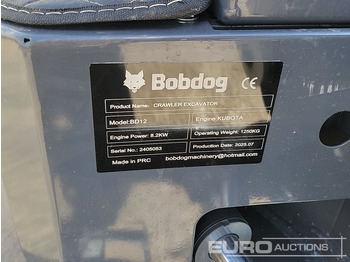 Bobdog CE
Product Name: CRAWLER EXCAVATOR
Model:BD12 Engine:KUBOTA
Engine Power: 8.2KW Operating Weight:1250KG
Serial No.: 2405053 Production Date:2025.07
Made in PRC bobdogmachinery@hotmail.com
EURO AUCTIONS